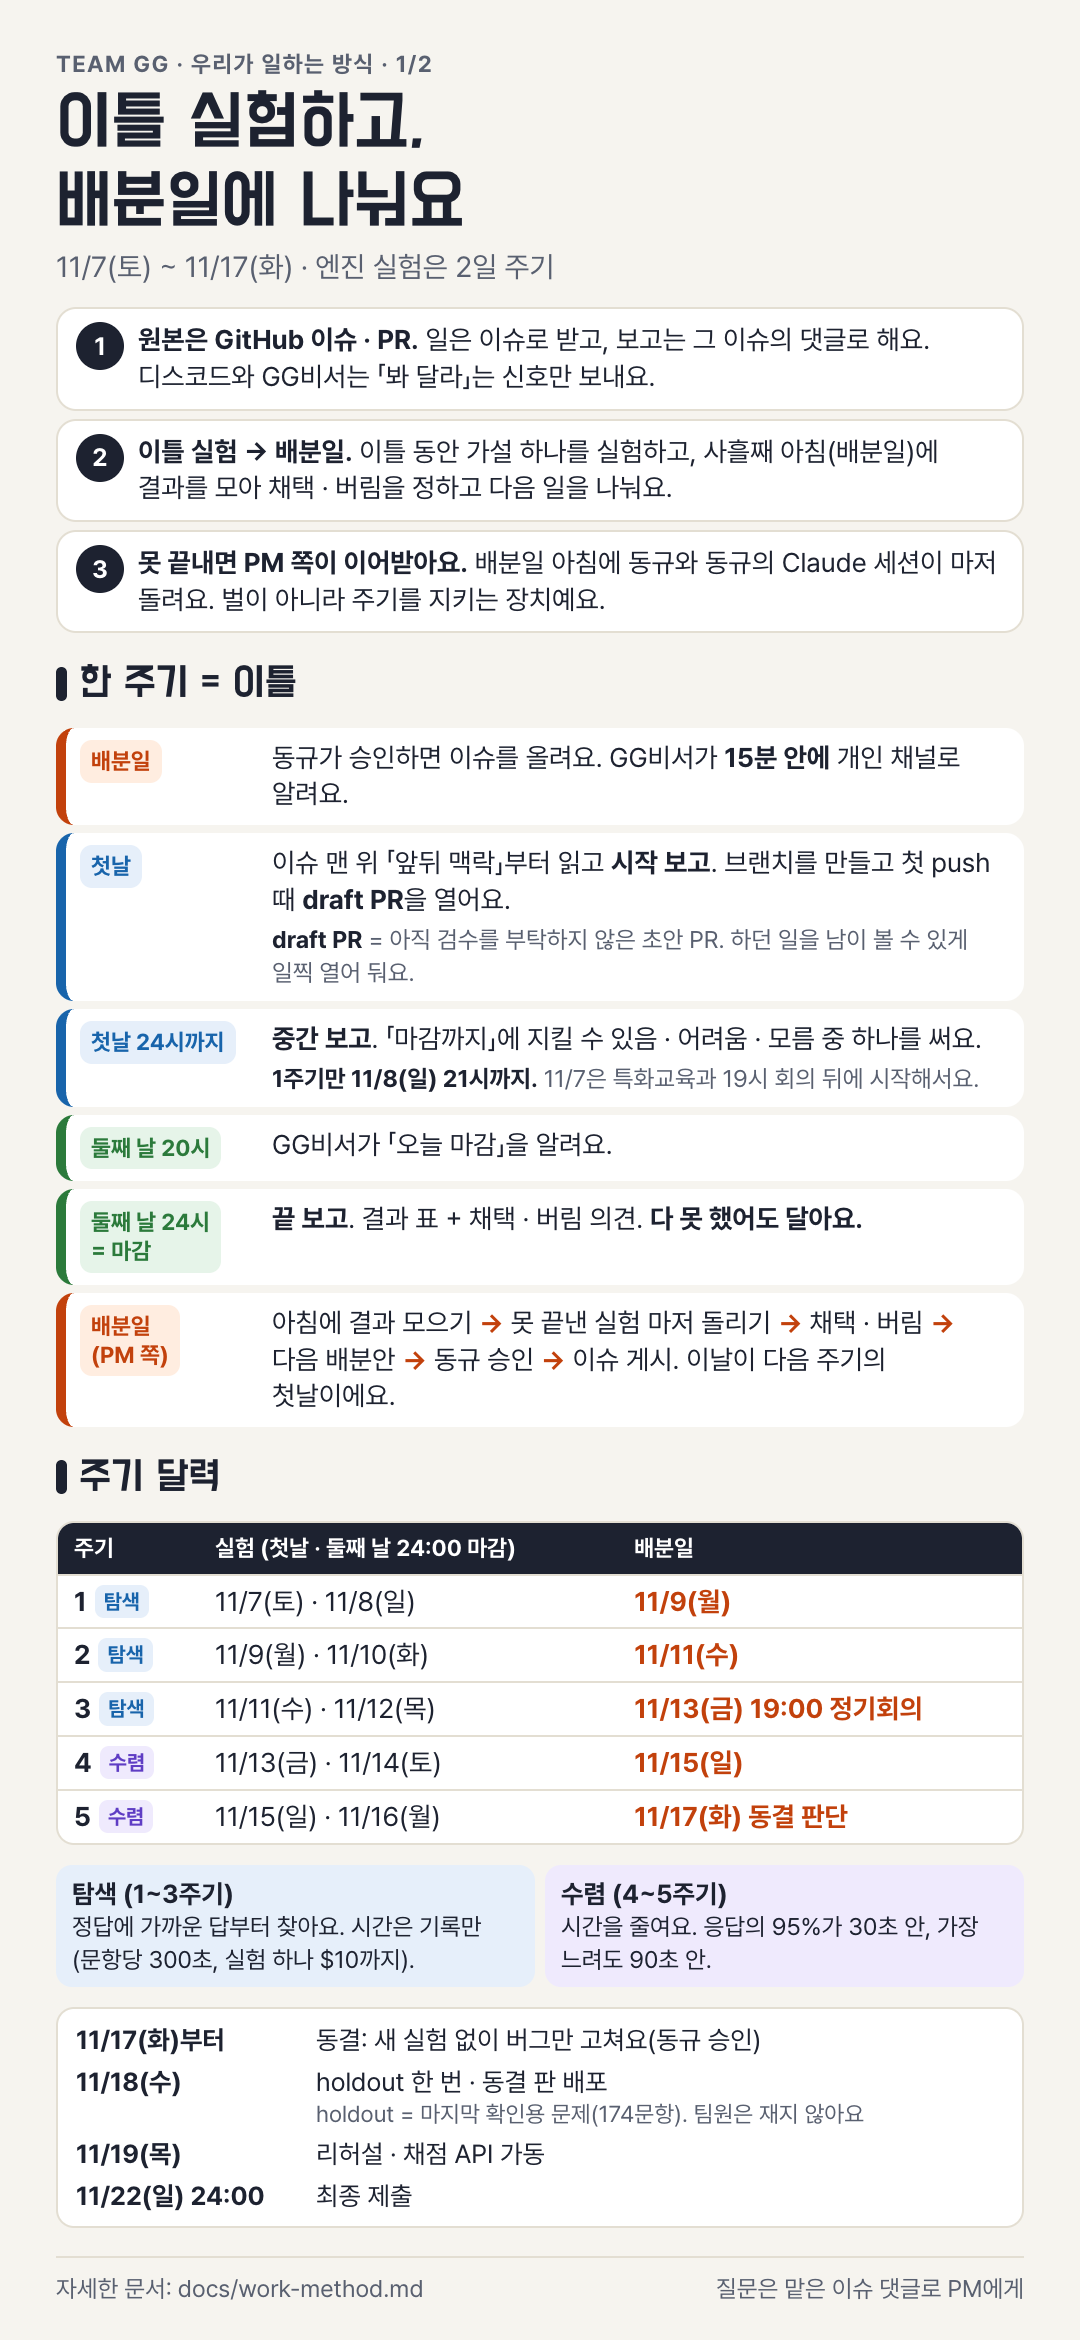 TEAM GG · 우리가 일하는 방식 · 1/2
이틀 실험하고,
배분일에 나눠요
11/7(토) ~ 11/17(화) · 엔진 실험은 2일 주기
1 원본은 GitHub 이슈 · PR. 일은 이슈로 받고, 보고는 그 이슈의 댓글로 해요.
디스코드와 GG비서는 「봐 달라」는 신호만 보내요.
2 이틀 실험 → 배분일. 이틀 동안 가설 하나를 실험하고, 사흘째 아침(배분일)에
결과를 모아 채택 · 버림을 정하고 다음 일을 나눠요.
3 못 끝내면 PM 쪽이 이어받아요. 배분일 아침에 동규와 동규의 Claude 세션이 마저
돌려요. 벌이 아니라 주기를 지키는 장치예요.
한 주기 = 이틀
배분일 동규가 승인하면 이슈를 올려요. GG비서가 15분 안에 개인 채널로
알려요.
첫날 이슈 맨 위 「앞뒤 맥락」부터 읽고 시작 보고. 브랜치를 만들고 첫 push
때 draft PR을 열어요.
draft PR = 아직 검수를 부탁하지 않은 초안 PR. 하던 일을 남이 볼 수 있게
일찍 열어 둬요.
첫날 24시까지 중간 보고. 「마감까지」에 지킬 수 있음 · 어려움 · 모름 중 하나를 써요.
1주기만 11/8(일) 21시까지. 11/7은 특화교육과 19시 회의 뒤에 시작해서요.
둘째 날 20시 GG비서가 「오늘 마감」을 알려요.
둘째 날 24시 끝 보고. 결과 표 + 채택 · 버림 의견. 다 못 했어도 달아요.
= 마감
배분일 아침에 결과 모으기 → 못 끝낸 실험 마저 돌리기 → 채택 · 버림 →
(PM 쪽) 다음 배분안 → 동규 승인 → 이슈 게시. 이날이 다음 주기의
첫날이에요.
주기 달력
주기 실험 (첫날 · 둘째 날 24:00 마감) 배분일
1 탐색 11/7(토) · 11/8(일) 11/9(월)
2 탐색 11/9(월) · 11/10(화) 11/11(수)
3 탐색 11/11(수) · 11/12(목) 11/13(금) 19:00 정기회의
4 수렴 11/13(금) · 11/14(토) 11/15(일)
5 수렴 11/15(일) · 11/16(월) 11/17(화) 동결 판단
탐색 (1~3주기)
정답에 가까운 답부터 찾아요. 시간은 기록만
(문항당 300초, 실험 하나 $10까지).
수렴 (4~5주기)
시간을 줄여요. 응답의 95%가 30초 안, 가장
느려도 90초 안.
11/17(화)부터 동결: 새 실험 없이 버그만 고쳐요(동규 승인)
11/18(수) holdout 한 번 · 동결 판 배포
holdout = 마지막 확인용 문제(174문항). 팀원은 재지 않아요
11/19(목) 리허설 · 채점 API 가동
11/22(일) 24:00 최종 제출
자세한 문서: docs/work-method.md 질문은 맡은 이슈 댓글로 PM에게